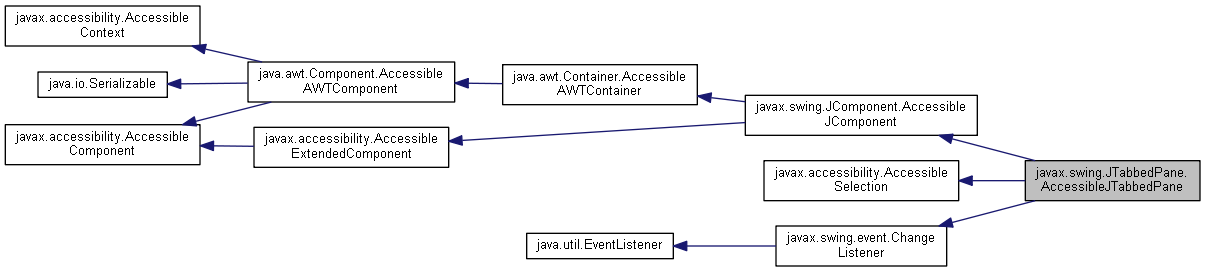 javax.accessibility.Accessible
Context
java.io.Serializable
javax.accessibility.Accessible
Component
java.awt.Component.Accessible
AWTComponent
javax.accessibility.Accessible
ExtendedComponent
java.awt.Container.Accessible
AWTContainer
javax.swing.JComponent.Accessible
JComponent
javax.accessibility.Accessible
Selection
java.util.EventListener
javax.swing.event.Change
Listener
javax.swing.JTabbedPane.
AccessibleJTabbedPane